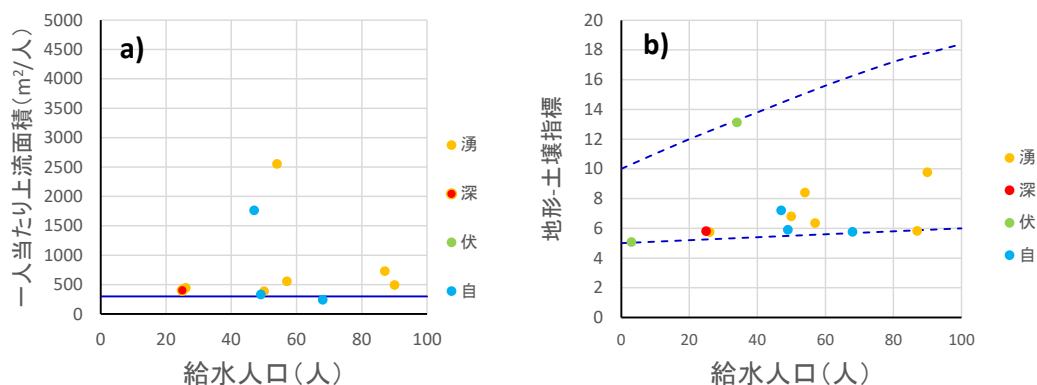 a)
一人当たり上流面積(m²/人)
5000
4500
4000
3500
3000
2500
2000
1500
1000
500
0
0 20 40 60 80 100
給水人口(人)
湧
深
伏
自
b)
地形-土壌指標
20
18
16
14
12
10
8
6
4
2
0
0 20 40 60 80 100
給水人口(人)
湧
深
伏
自